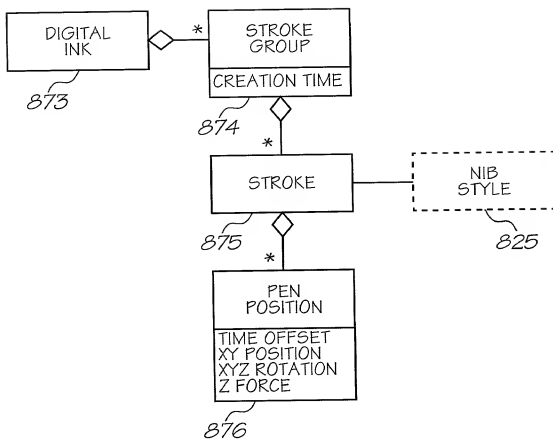 DIGITAL
INK
873
*
STROKE
GROUP
CREATION TIME
874
*
STROKE
875
NIB
STYLE
825
*
PEN
POSITION
TIME OFFSET
XY POSITION
XYZ ROTATION
Z FORCE
876